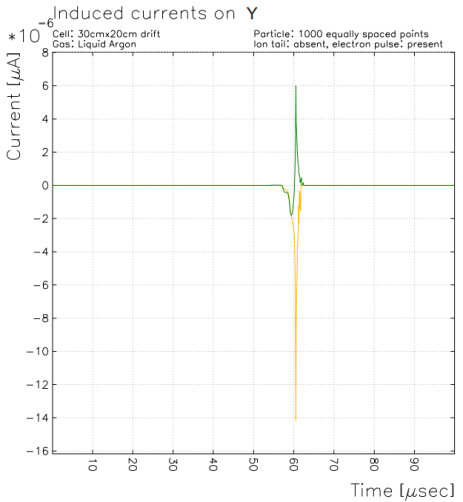 Induced currents on Y
*10⁻⁶
Cell: 30cmx20cm drift
Particle: 1000 equally spaced points
Gas: Liquid Argon
Ion tail: absent, electron pulse: present
Current [μA]
8
6
4
2
0
−2
−4
−6
−8
−10
−12
−14
−16
10 20 30 40 50 60 70 80 90
Time [μsec]